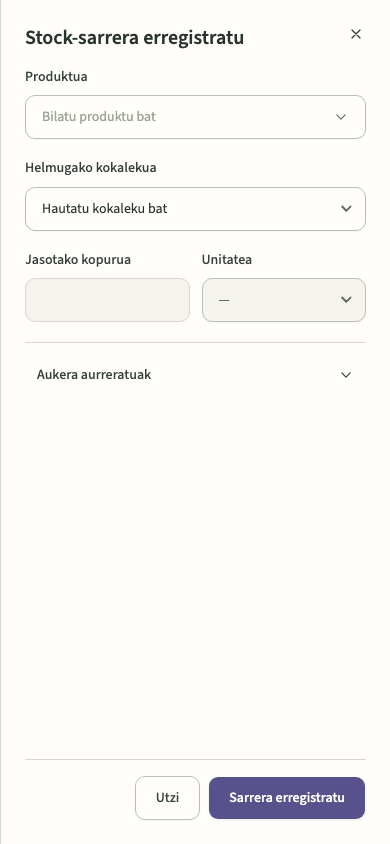 Stock-sarrera erregistratu
Produktua
Bilatu produktu bat
Helmugako kokalekua
Hautatu kokaleku bat
Jasotako kopurua
Unitatea
—
Aukera aurreratuak
Utzi
Sarrera erregistratu